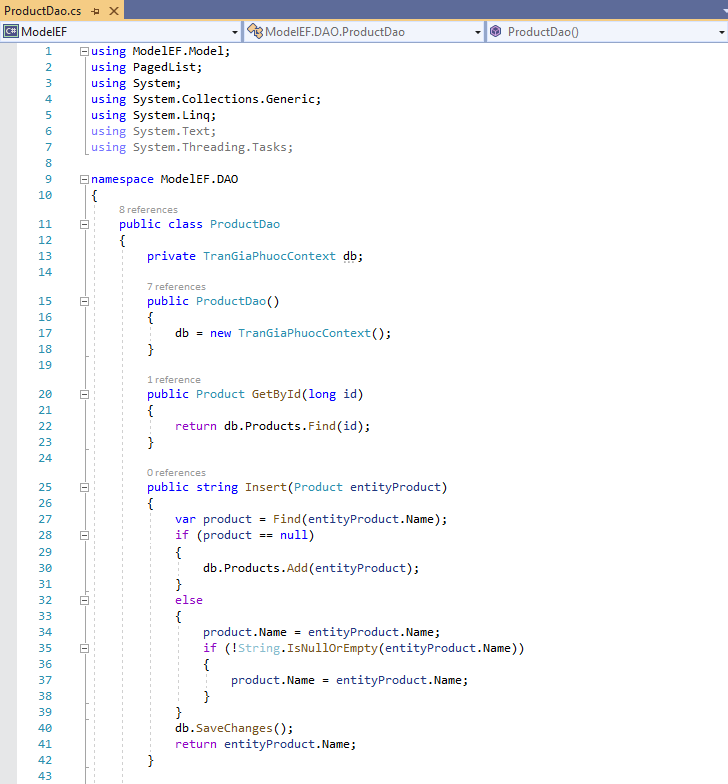 ProductDao.cs
C# ModelEF ModelEF.DAO.ProductDao ProductDao()
1 using ModelEF.Model;
2 using PagedList;
3 using System;
4 using System.Collections.Generic;
5 using System.Linq;
6 using System.Text;
7 using System.Threading.Tasks;
8
9 namespace ModelEF.DAO
10 {
8 references
11 public class ProductDao
12 {
13 private TranGiaPhuocContext db;
14
7 references
15 public ProductDao()
16 {
17 db = new TranGiaPhuocContext();
18 }
19
1 reference
20 public Product GetById(long id)
21 {
22 return db.Products.Find(id);
23 }
24
0 references
25 public string Insert(Product entityProduct)
26 {
27 var product = Find(entityProduct.Name);
28 if (product == null)
29 {
30 db.Products.Add(entityProduct);
31 }
32 else
33 {
34 product.Name = entityProduct.Name;
35 if (!String.IsNullOrEmpty(entityProduct.Name))
36 {
37 product.Name = entityProduct.Name;
38 }
39 }
40 db.SaveChanges();
41 return entityProduct.Name;
42 }
43